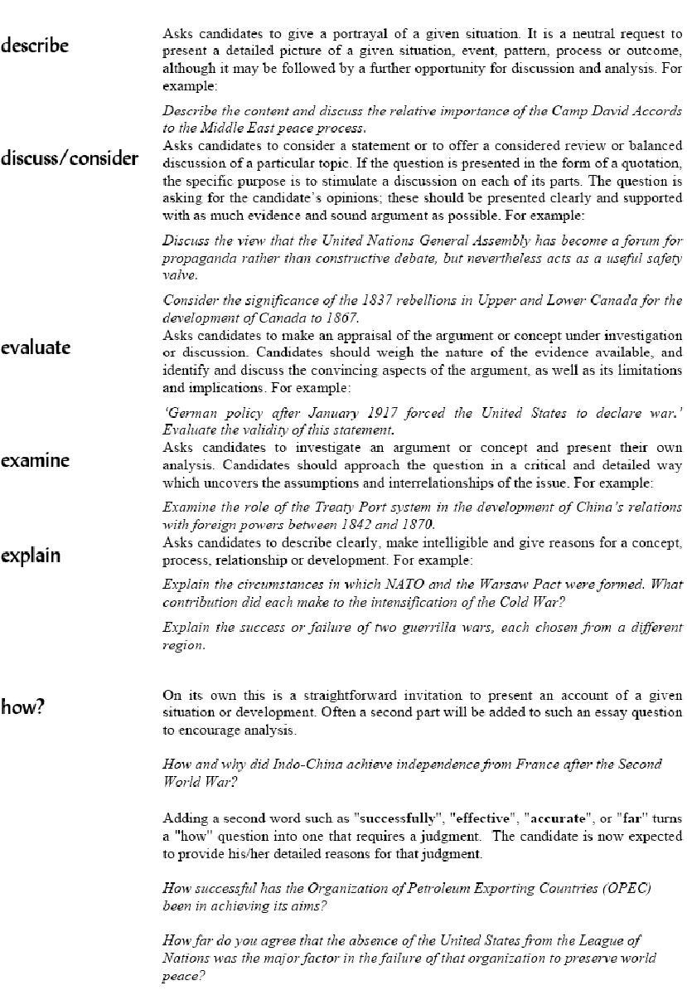 describe
Asks candidates to give a portrayal of a given situation. It is a neutral request to
present a detailed picture of a given situation, event, pattern, process or outcome,
although it may be followed by a further opportunity for discussion and analysis. For
example:
Describe the content and discuss the relative importance of the Camp David Accords
to the Middle East peace process.
discuss/consider
Asks candidates to consider a statement or to offer a considered review or balanced
discussion of a particular topic. If the question is presented in the form of a quotation,
the specific purpose is to stimulate a discussion on each of its parts. The question is
asking for the candidate's opinions; these should be presented clearly and supported
with as much evidence and sound argument as possible. For example:
Discuss the view that the United Nations General Assembly has become a forum for
propaganda rather than constructive debate, but nevertheless acts as a useful safety
valve.
Consider the significance of the 1837 rebellions in Upper and Lower Canada for the
development of Canada to 1867.
evaluate
Asks candidates to make an appraisal of the argument or concept under investigation
or discussion. Candidates should weigh the nature of the evidence available, and
identify and discuss the convincing aspects of the argument, as well as its limitations
and implications. For example:
‘German policy after January 1917 forced the United States to declare war.’
Evaluate the validity of this statement.
examine
Asks candidates to investigate an argument or concept and present their own
analysis. Candidates should approach the question in a critical and detailed way
which uncovers the assumptions and interrelationships of the issue. For example:
Examine the role of the Treaty Port system in the development of China's relations
with foreign powers between 1842 and 1870.
explain
Asks candidates to describe clearly, make intelligible and give reasons for a concept,
process, relationship or development. For example:
Explain the circumstances in which NATO and the Warsaw Pact were formed. What
contribution did each make to the intensification of the Cold War?
Explain the success or failure of two guerrilla wars, each chosen from a different
region.
how?
On its own this is a straightforward invitation to present an account of a given
situation or development. Often a second part will be added to such an essay question
to encourage analysis.
How and why did Indo-China achieve independence from France after the Second
World War?
Adding a second word such as "successfully", "effective", "accurate", or "far" turns
a "how" question into one that requires a judgment. The candidate is now expected
to provide his/her detailed reasons for that judgment.
How successful has the Organization of Petroleum Exporting Countries (OPEC)
been in achieving its aims?
How far do you agree that the absence of the United States from the League of
Nations was the major factor in the failure of that organization to preserve world
peace?